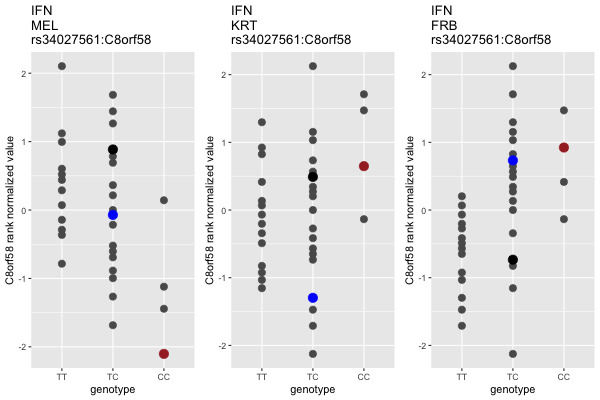 IFN
MEL
rs34027561:C8orf58
C8orf58 rank normalized value
2
1
0
-1
-2
TT
TC
CC
genotype
IFN
KRT
rs34027561:C8orf58
C8orf58 rank normalized value
2
1
0
-1
-2
TT
TC
CC
genotype
IFN
FRB
rs34027561:C8orf58
C8orf58 rank normalized value
2
1
0
-1
-2
TT
TC
CC
genotype